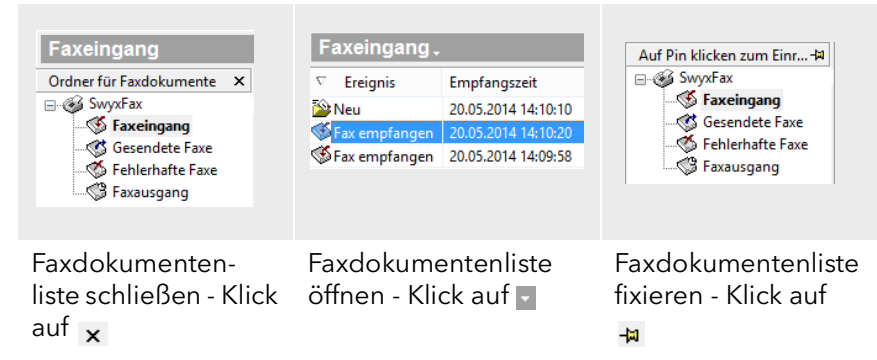 Faxeingang
Ordner für Faxdokumente
SwyxFax
Faxeingang
Gesendete Faxe
Fehlerhafte Faxe
Faxausgang
Faxeingang
Ereignis Empfangszeit
Neu 20.05.2014 14:10:10
Fax empfangen 20.05.2014 14:10:20
Fax empfangen 20.05.2014 14:09:58
Auf Pin klicken zum Einr...
SwyxFax
Faxeingang
Gesendete Faxe
Fehlerhafte Faxe
Faxausgang
Faxdokumenten-
liste schließen - Klick
auf
Faxdokumentenliste
öffnen - Klick auf
Faxdokumentenliste
fixieren - Klick auf